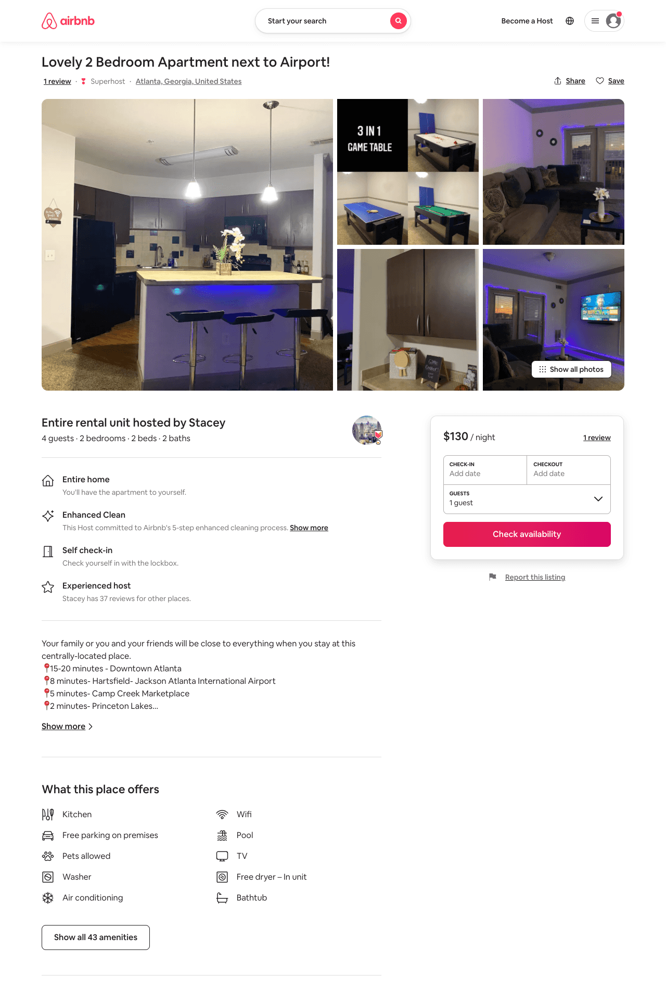 airbnb
Start your search
Become a Host
Lovely 2 Bedroom Apartment next to Airport!
1 review · Superhost · Atlanta, Georgia, United States
Share
Save
3 IN 1
GAME TABLE
Game
Center
Show all photos
Entire rental unit hosted by Stacey
4 guests · 2 bedrooms · 2 beds · 2 baths
Entire home
You'll have the apartment to yourself.
Enhanced Clean
This Host committed to Airbnb's 5-step enhanced cleaning process. Show more
Self check-in
Check yourself in with the lockbox.
Experienced host
Stacey has 37 reviews for other places.
$130 / night
1 review
CHECK-IN
Add date
CHECKOUT
Add date
GUESTS
1 guest
Check availability
Report this listing
Your family or you and your friends will be close to everything when you stay at this
centrally-located place.
📍15-20 minutes - Downtown Atlanta
📍8 minutes- Hartsfield- Jackson Atlanta International Airport
📍5 minutes- Camp Creek Marketplace
📍2 minutes- Princeton Lakes...
Show more
What this place offers
Kitchen
Wifi
Free parking on premises
Pool
Pets allowed
TV
Washer
Free dryer – In unit
Air conditioning
Bathtub
Show all 43 amenities